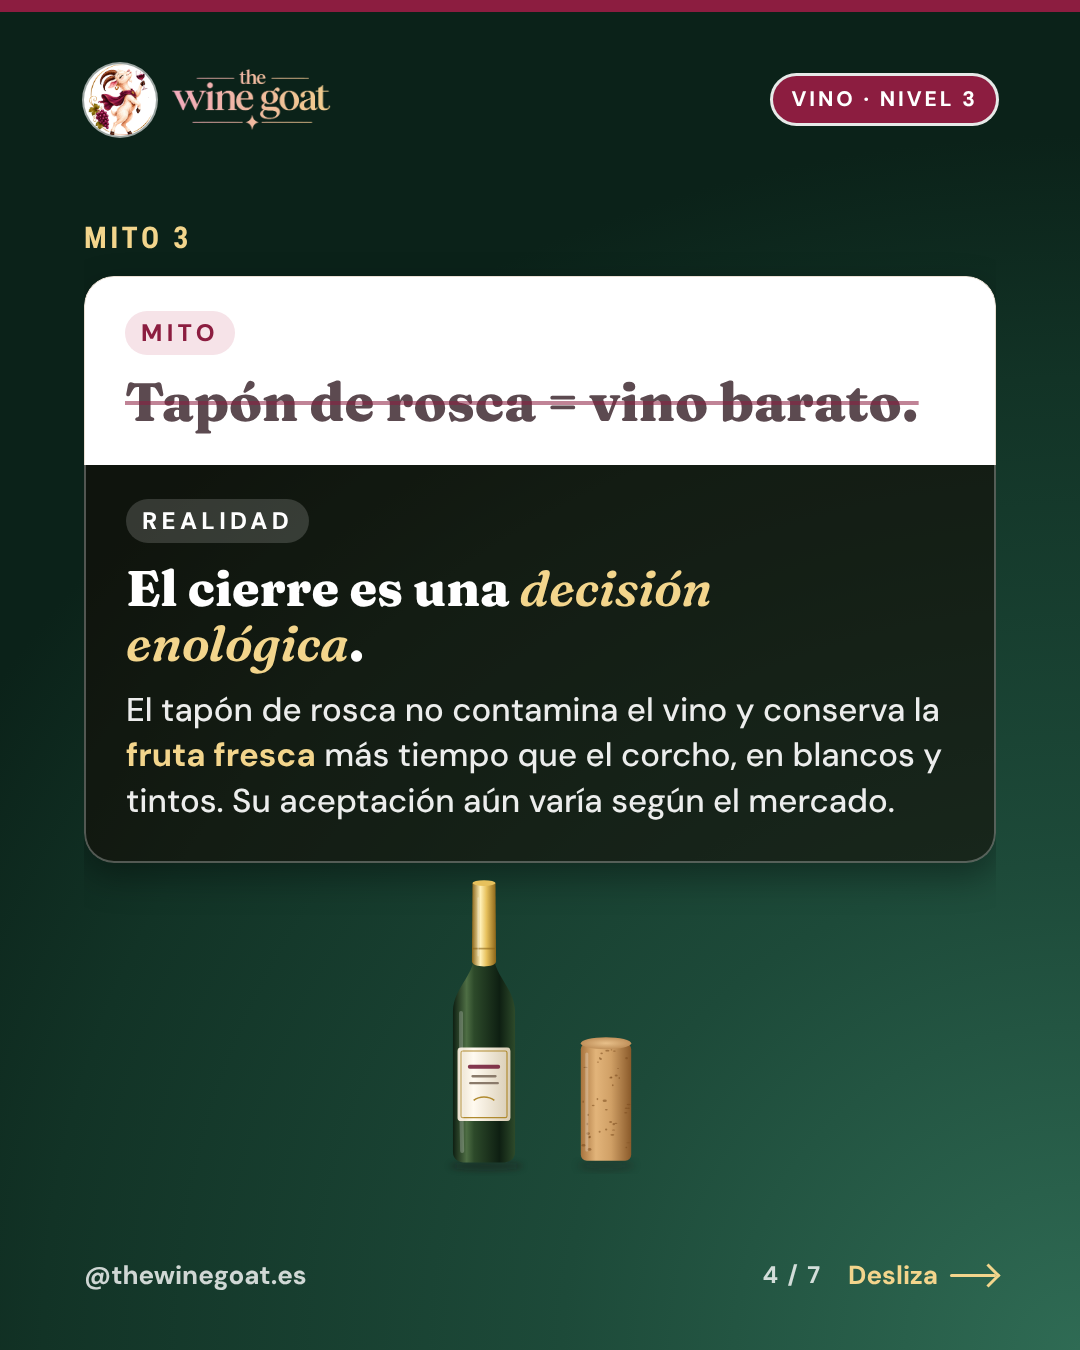 the
wine goat
VINO · NIVEL 3
MITO 3
MITO
Tapón de rosca = vino barato.
REALIDAD
El cierre es una decisión
enológica.
El tapón de rosca no contamina el vino y conserva la
fruta fresca más tiempo que el corcho, en blancos y
tintos. Su aceptación aún varía según el mercado.
@thewinegoat.es
4 / 7
Desliza